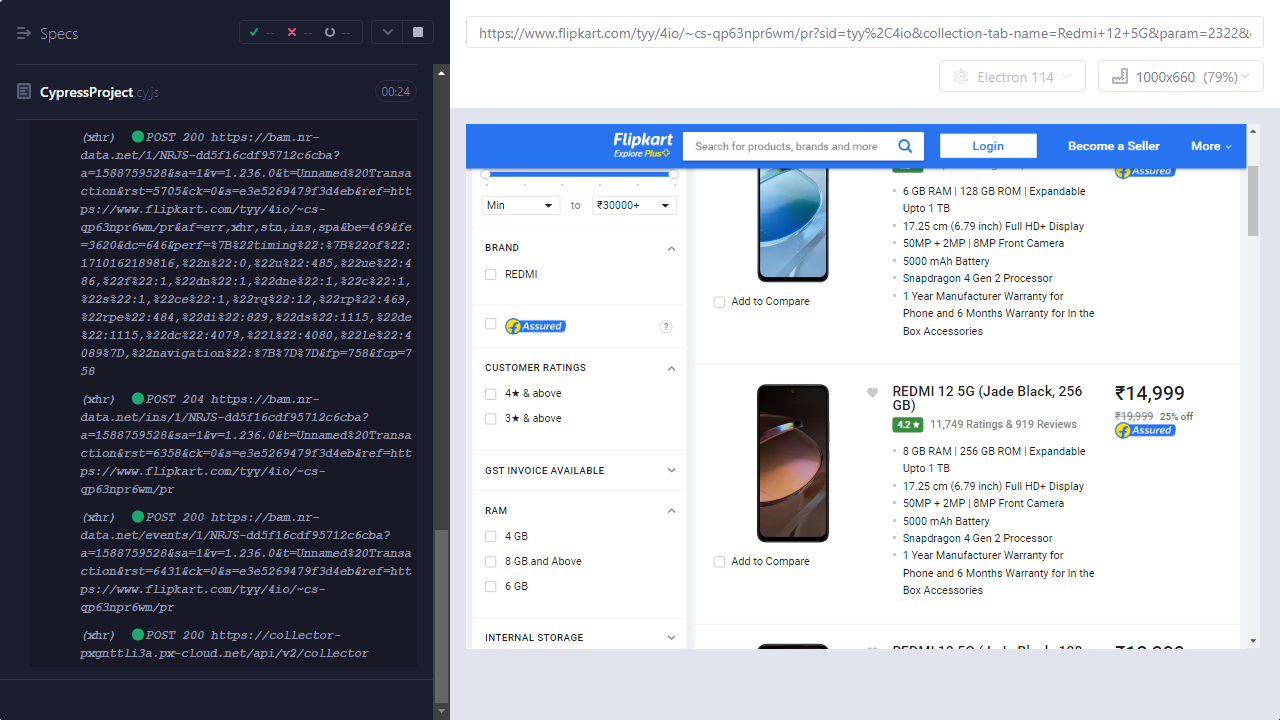 Specs
-- -- --
CypressProject cy.js
00:24
(xhr) POST 200 https://bam.nr-
data.net/1/NRJS-dd5f16cdf95712c6cba?
a=1588759528&sa=1&v=1.236.0&t=Unnamed%20Transa
ction&rst=5705&ck=0&s=e3e5269479f3d4eb&ref=htt
ps://www.flipkart.com/tyy/4io/~cs-
qp63npr6wm/pr&af=err,xhr,stn,ins,spa&be=469&fe
=3620&dc=646&perf=%7B%22timing%22:%7B%22of%22:
1710162189816,%22n%22:0,%22u%22:485,%22ue%22:4
86,%22f%22:1,%22dn%22:1,%22dne%22:1,%22c%22:1,
%22s%22:1,%22ce%22:1,%22rq%22:12,%22rp%22:469,
%22rpe%22:484,%22di%22:829,%22ds%22:1115,%22de
%22:1115,%22dc%22:4079,%22l%22:4080,%22le%22:4
089%7D,%22navigation%22:%7B%7D%7D&fp=758&fcp=7
58
(xhr) POST 204 https://bam.nr-
data.net/ins/1/NRJS-dd5f16cdf95712c6cba?
a=1588759528&sa=1&v=1.236.0&t=Unnamed%20Transa
ction&rst=6358&ck=0&s=e3e5269479f3d4eb&ref=htt
ps://www.flipkart.com/tyy/4io/~cs-
qp63npr6wm/pr
(xhr) POST 200 https://bam.nr-
data.net/events/1/NRJS-dd5f16cdf95712c6cba?
a=1588759528&sa=1&v=1.236.0&t=Unnamed%20Transa
ction&rst=6431&ck=0&s=e3e5269479f3d4eb&ref=htt
ps://www.flipkart.com/tyy/4io/~cs-
qp63npr6wm/pr
(xhr) POST 200 https://collector-
pxgnttli3a.px-cloud.net/api/v2/collector
https://www.flipkart.com/tyy/4io/~cs-qp63npr6wm/pr?sid=tyy%2C4io&collection-tab-name=Redmi+12+5G&param=2322&
Electron 114
1000x660 (79%)
Flipkart
Explore Plus
Search for products, brands and more
Login
Become a Seller
More
Min
to
₹30000+
BRAND
REDMI
Assured
?
CUSTOMER RATINGS
4★ & above
3★ & above
GST INVOICE AVAILABLE
RAM
4 GB
8 GB and Above
6 GB
INTERNAL STORAGE
Add to Compare
6 GB RAM | 128 GB ROM | Expandable
Upto 1 TB
17.25 cm (6.79 inch) Full HD+ Display
50MP + 2MP | 8MP Front Camera
5000 mAh Battery
Snapdragon 4 Gen 2 Processor
1 Year Manufacturer Warranty for
Phone and 6 Months Warranty for In the
Box Accessories
Assured
Add to Compare
REDMI 12 5G (Jade Black, 256
GB)
4.2 ★ 11,749 Ratings & 919 Reviews
8 GB RAM | 256 GB ROM | Expandable
Upto 1 TB
17.25 cm (6.79 inch) Full HD+ Display
50MP + 2MP | 8MP Front Camera
5000 mAh Battery
Snapdragon 4 Gen 2 Processor
1 Year Manufacturer Warranty for
Phone and 6 Months Warranty for In the
Box Accessories
₹14,999
₹19,999 25% off
Assured